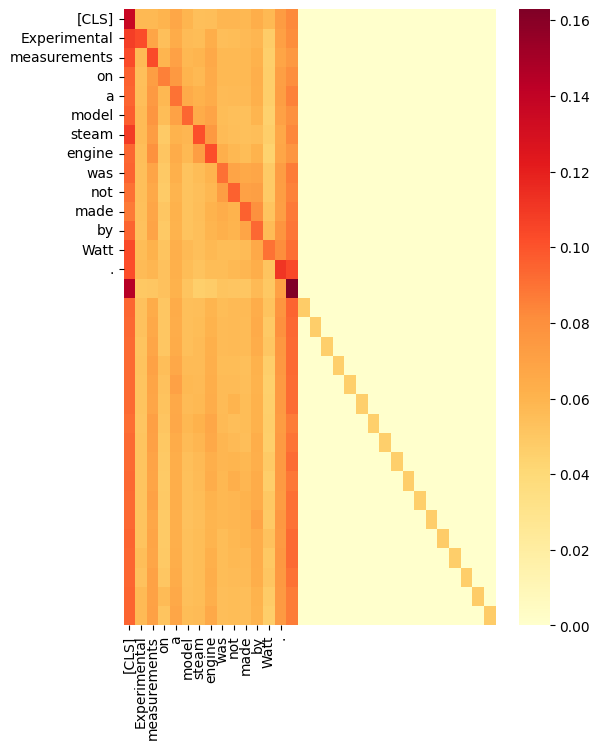 [CLS]
Experimental
measurements
on
a
model
steam
engine
was
not
made
by
Watt
.
0.16
0.14
0.12
0.10
0.08
0.06
0.04
0.02
0.00
[CLS]
Experimental
measurements
on
a
model
steam
engine
was
not
made
by
Watt
.